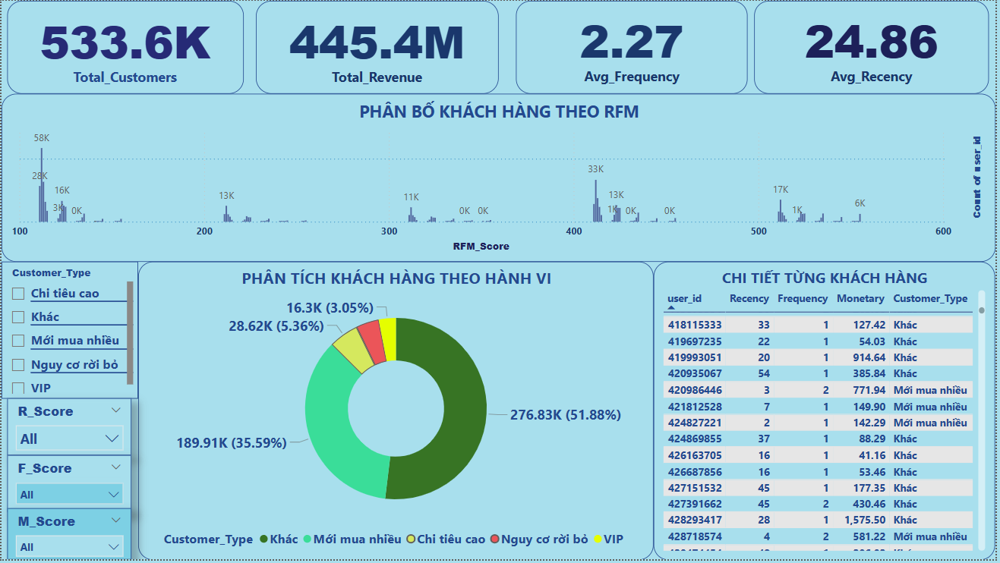 533.6K
Total_Customers
445.4M
Total_Revenue
2.27
Avg_Frequency
24.86
Avg_Recency
PHÂN BỐ KHÁCH HÀNG THEO RFM
58K
28K
16K
3K
0K
13K
11K
0K
0K
33K
13K
1K
0K
0K
17K
1K
6K
100 200 300 400 500 600
RFM_Score
Count of user_id
Customer_Type
Chi tiêu cao
Khác
Mới mua nhiều
Nguy cơ rời bỏ
VIP
R_Score
All
F_Score
All
M_Score
All
PHÂN TÍCH KHÁCH HÀNG THEO HÀNH VI
16.3K (3.05%)
28.62K (5.36%)
276.83K (51.88%)
189.91K (35.59%)
Customer_Type Khác Mới mua nhiều Chi tiêu cao Nguy cơ rời bỏ VIP
CHI TIẾT TỪNG KHÁCH HÀNG
user_id Recency Frequency Monetary Customer_Type
418115333 33 1 127.42 Khác
419697235 22 1 54.03 Khác
419993051 20 1 914.64 Khác
420935067 54 1 385.84 Khác
420986446 3 2 771.94 Mới mua nhiều
421812528 7 1 149.90 Mới mua nhiều
424827221 2 1 142.29 Mới mua nhiều
424869855 37 1 88.29 Khác
426163705 16 1 41.16 Khác
426687856 16 1 53.46 Khác
427151532 45 1 177.35 Khác
427391662 45 2 430.46 Khác
428293417 28 1 1,575.50 Khác
428718574 4 2 581.22 Mới mua nhiều